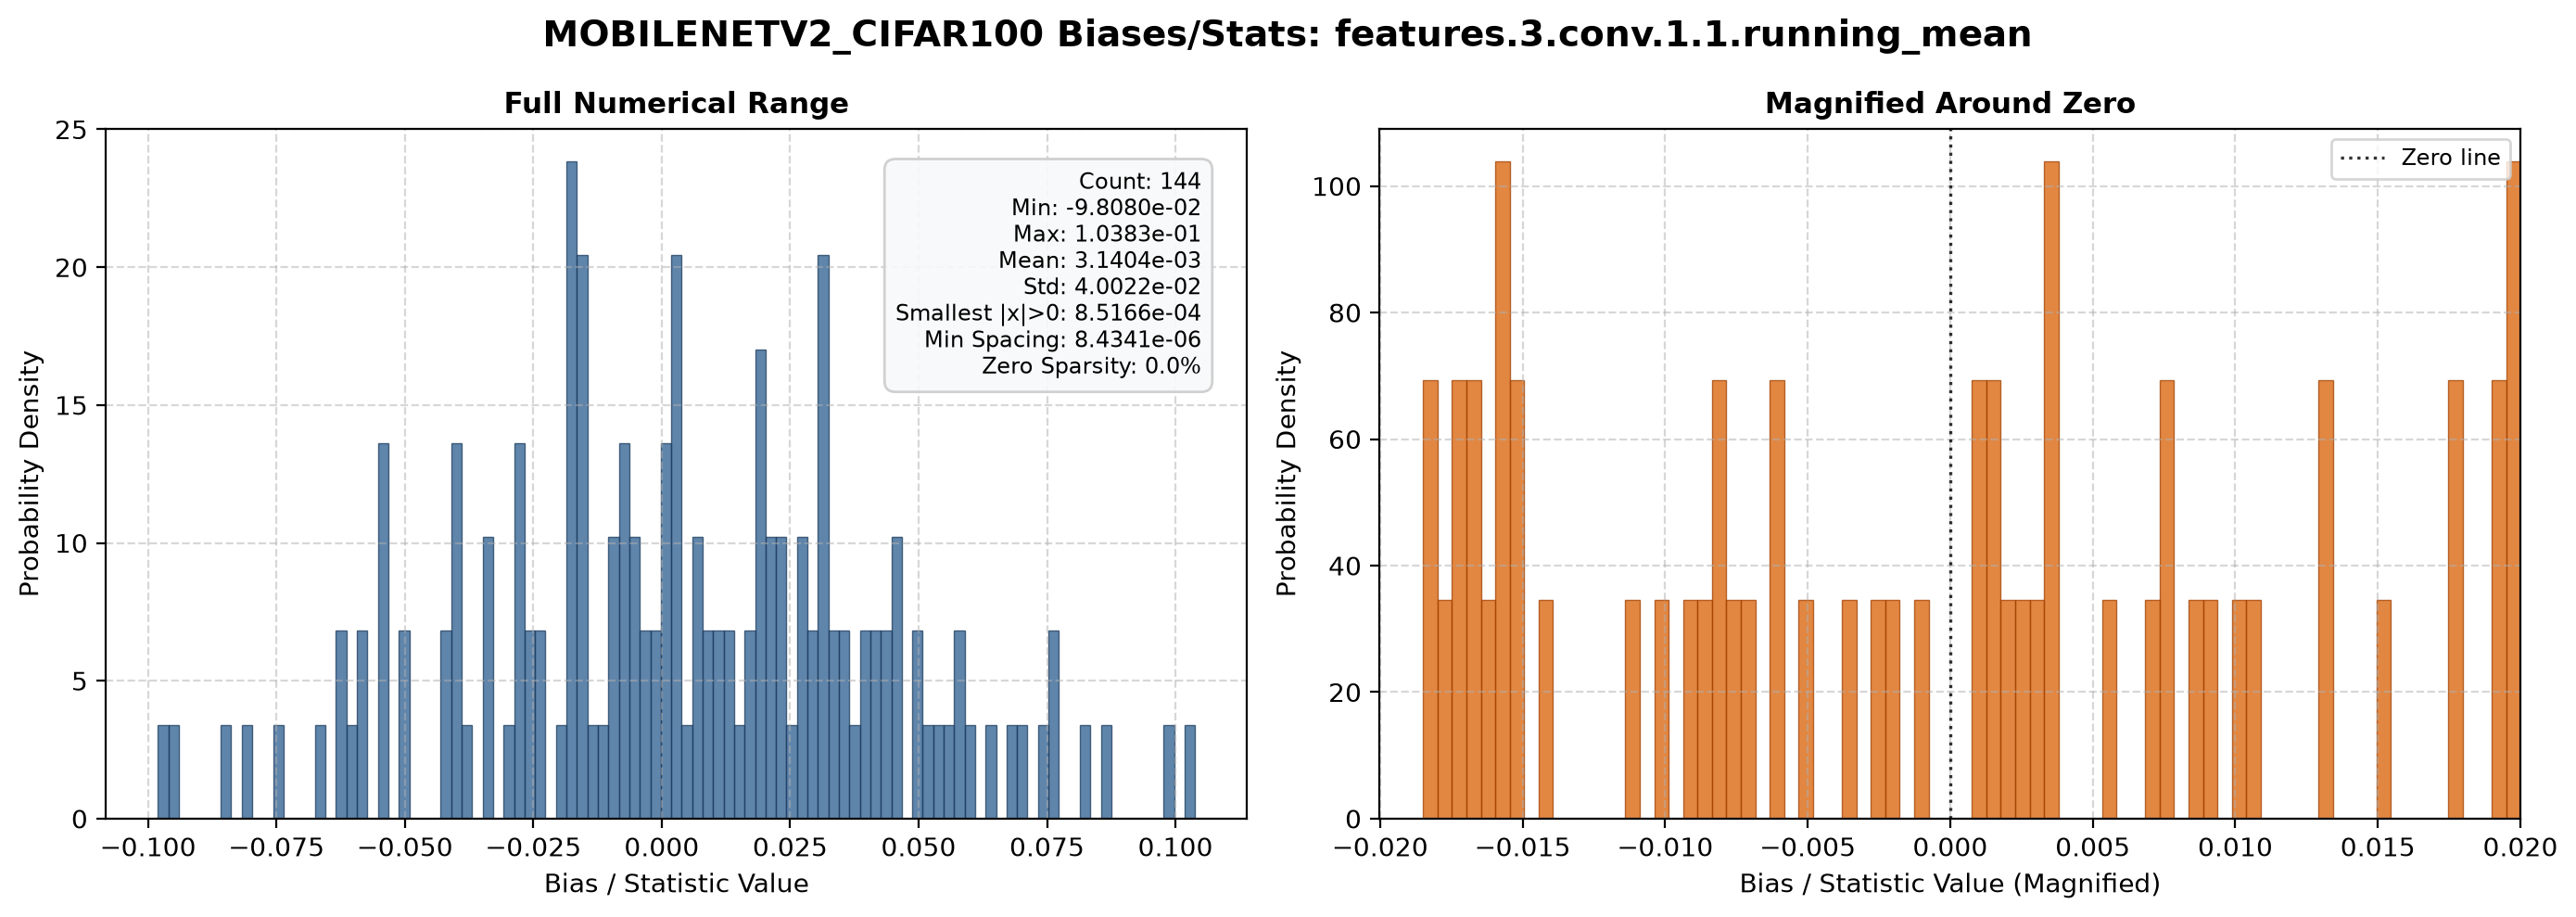 MOBILENETV2_CIFAR100 Biases/Stats: features.3.conv.1.1.running_mean
Full Numerical Range
Probability Density
25
20
15
10
5
0
Count: 144
Min: -9.8080e-02
Max: 1.0383e-01
Mean: 3.1404e-03
Std: 4.0022e-02
Smallest |x|>0: 8.5166e-04
Min Spacing: 8.4341e-06
Zero Sparsity: 0.0%
−0.100 −0.075 −0.050 −0.025 0.000 0.025 0.050 0.075 0.100
Bias / Statistic Value
Magnified Around Zero
Probability Density
100
80
60
40
20
0
Zero line
−0.020 −0.015 −0.010 −0.005 0.000 0.005 0.010 0.015 0.020
Bias / Statistic Value (Magnified)